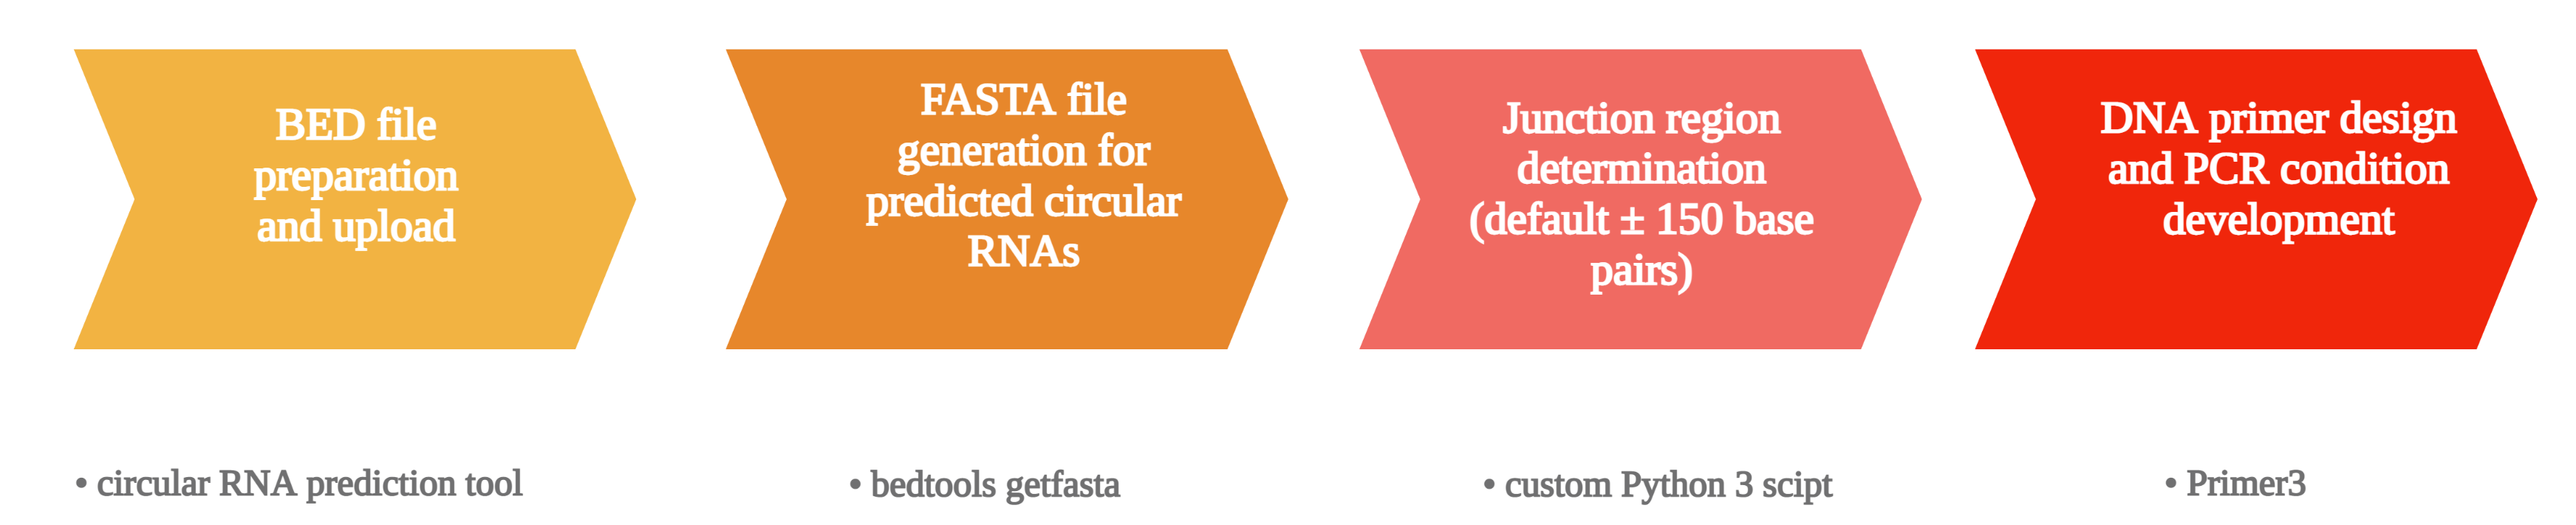 BED file
preparation
and upload
FASTA file
generation for
predicted circular
RNAs
Junction region
determination
(default ± 150 base
pairs)
DNA primer design
and PCR condition
development
• circular RNA prediction tool
• bedtools getfasta
• custom Python 3 scipt
• Primer3